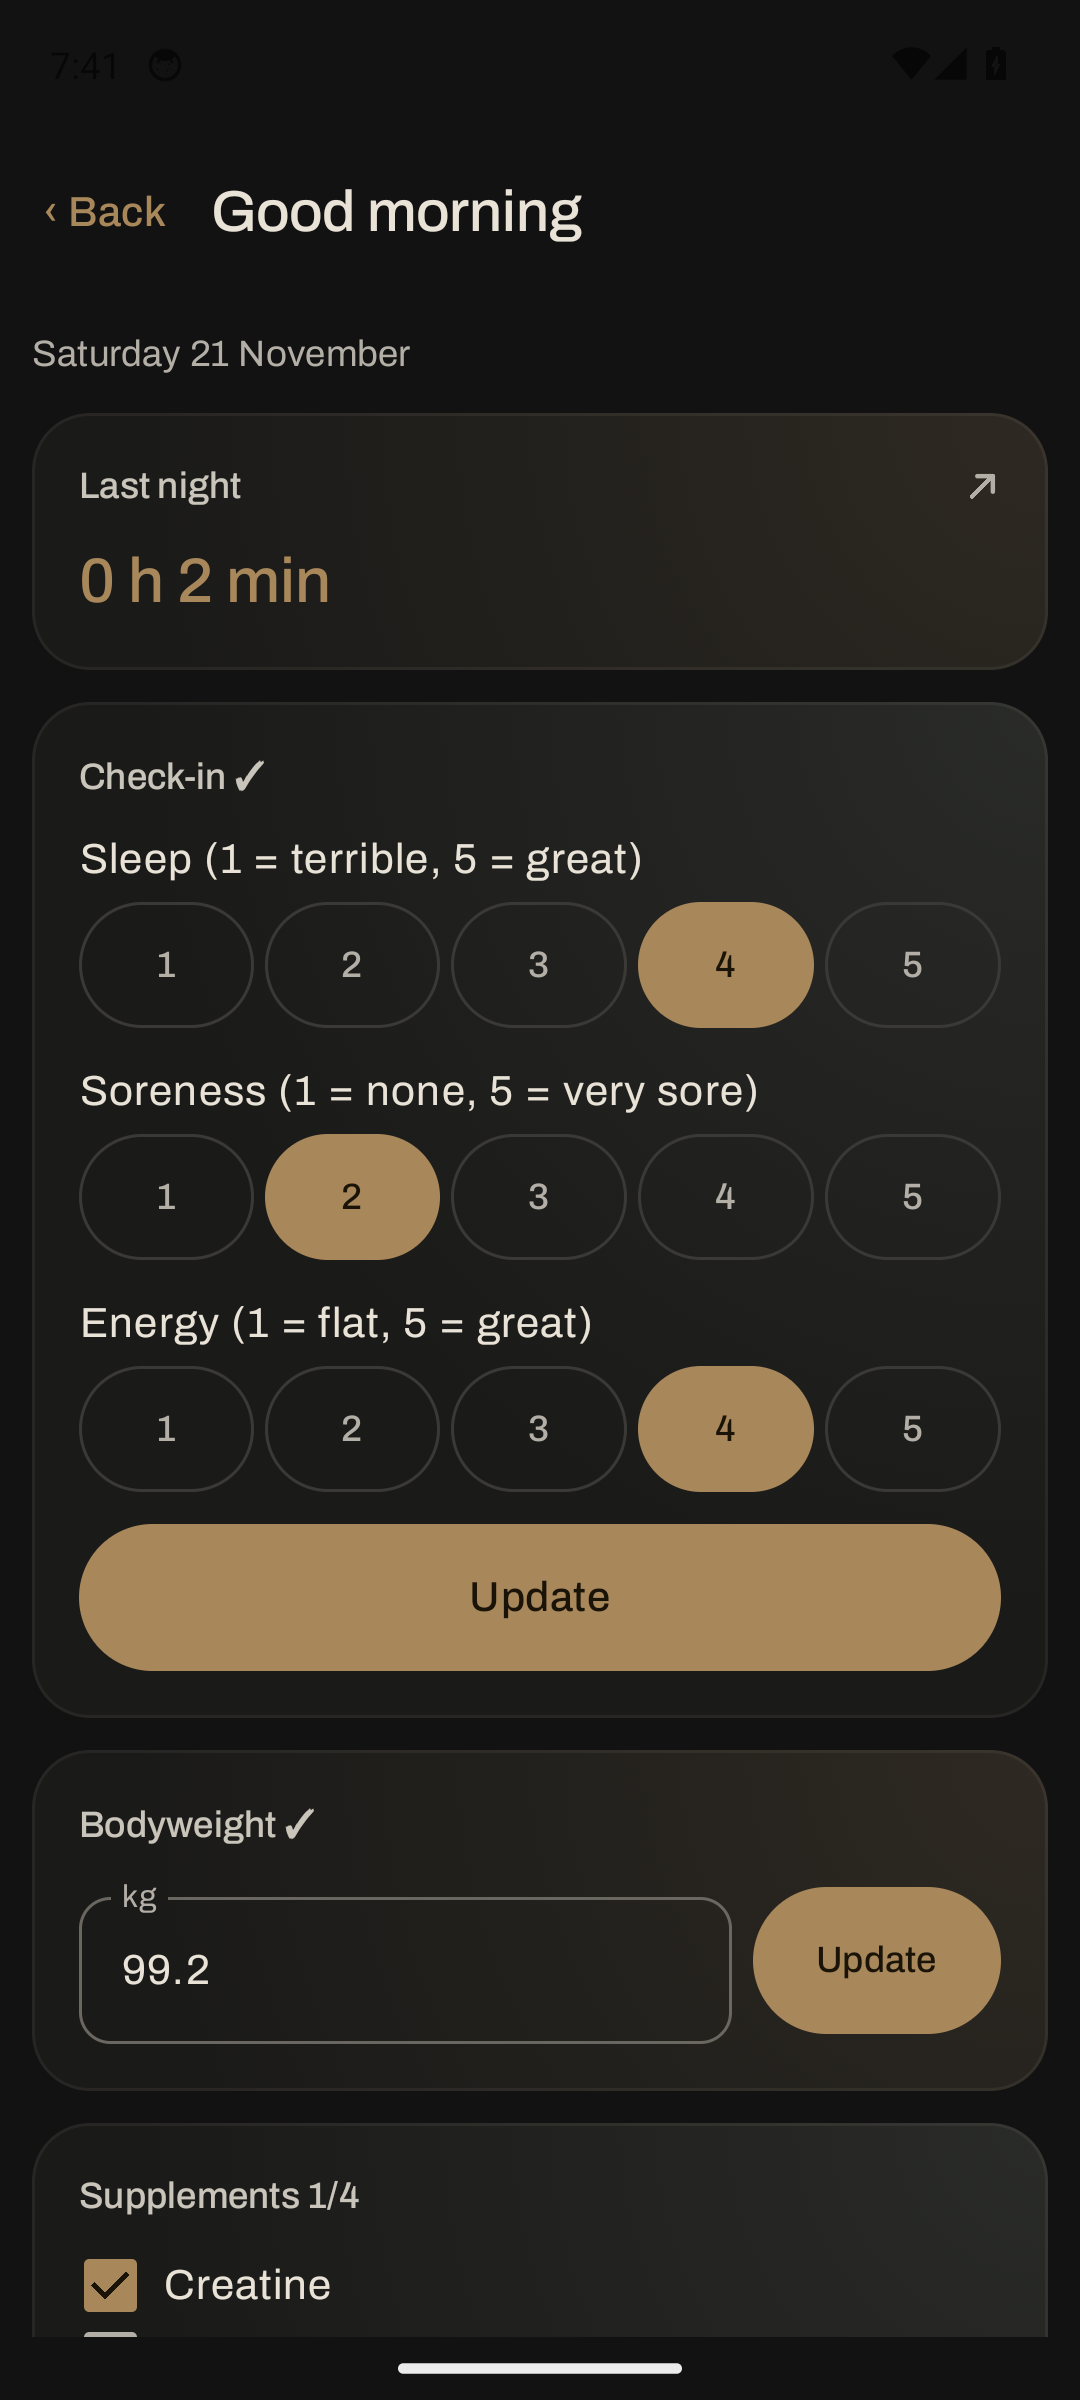 7:41
‹ Back Good morning
Saturday 21 November
Last night
0 h 2 min
Check-in ✓
Sleep (1 = terrible, 5 = great)
1 2 3 4 5
Soreness (1 = none, 5 = very sore)
1 2 3 4 5
Energy (1 = flat, 5 = great)
1 2 3 4 5
Update
Bodyweight ✓
kg
99.2
Update
Supplements 1/4
Creatine